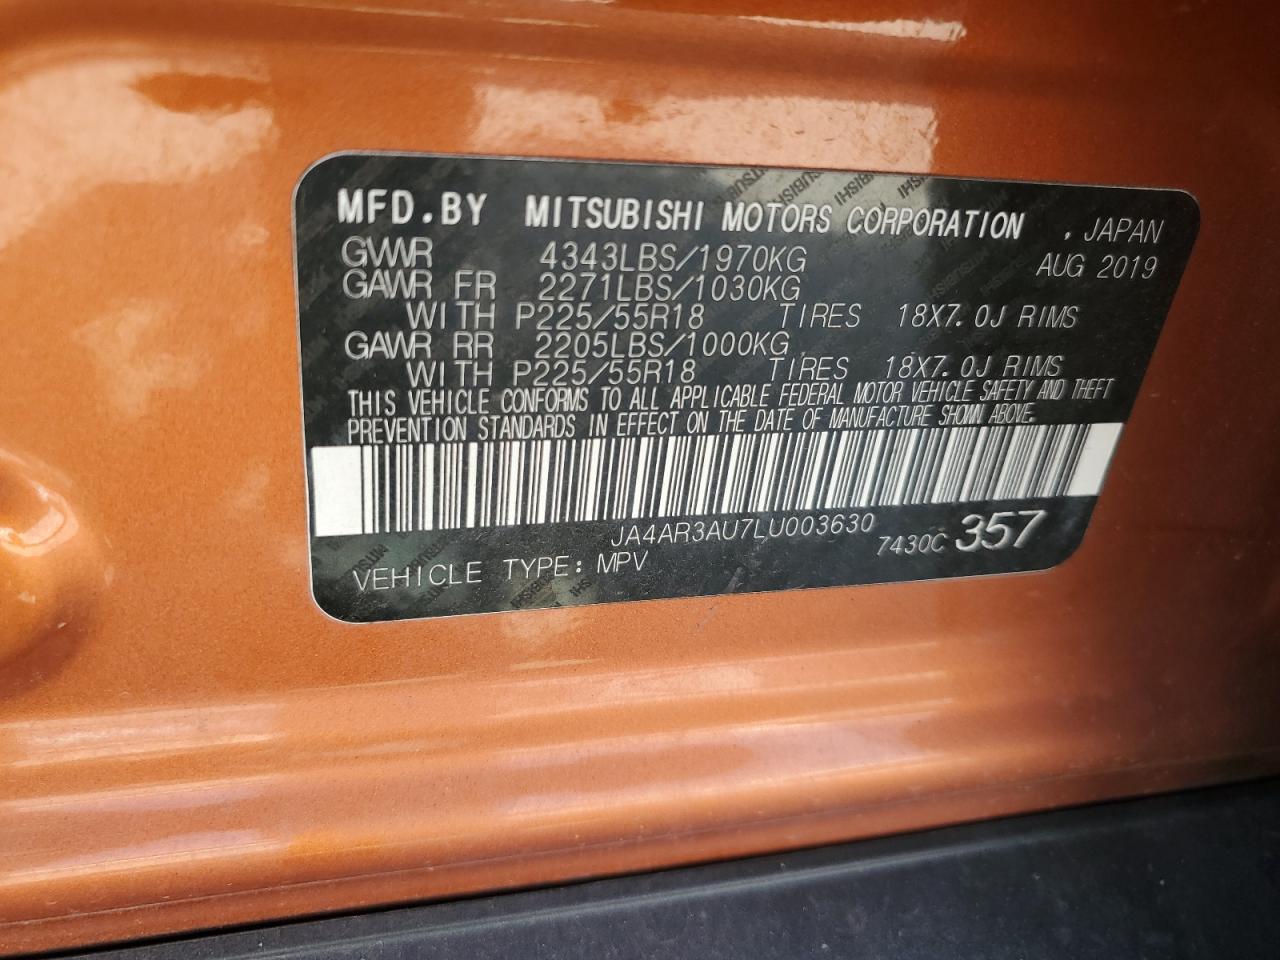 MFD.BY MITSUBISHI MOTORS CORPORATION , JAPAN
GVWR 4343LBS/1970KG AUG 2019
GAWR FR 2271LBS/1030KG
WITH P225/55R18 TIRES 18X7.0J RIMS
GAWR RR 2205LBS/1000KG
WITH P225/55R18 TIRES 18X7.0J RIMS
THIS VEHICLE CONFORMS TO ALL APPLICABLE FEDERAL MOTOR VEHICLE SAFETY AND THEFT
PREVENTION STANDARDS IN EFFECT ON THE DATE OF MANUFACTURE SHOWN ABOVE.
JA4AR3AU7LU003630 7430C 357
VEHICLE TYPE: MPV